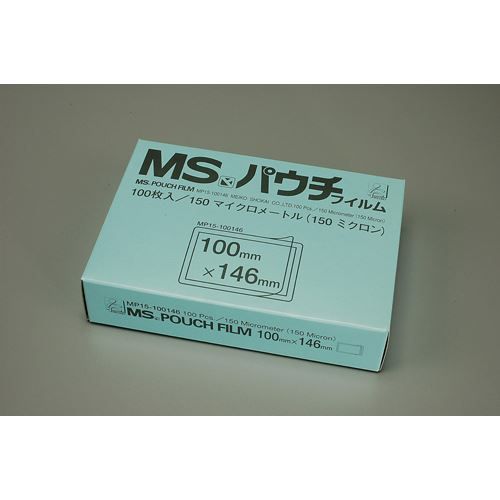 MS パウチフィルム
MS. POUCH FILM MP15-100146 MEIKO SHOKAI CO.,LTD. 100 Pcs. / 150 Micrometer (150 Micron)
100枚入/150 マイクロメートル(150 ミクロン)
MP15-100146
100mm
×146mm
MP15-100146 100 Pcs. / 150 Micrometer (150 Micron)
MS. POUCH FILM 100mm×146mm